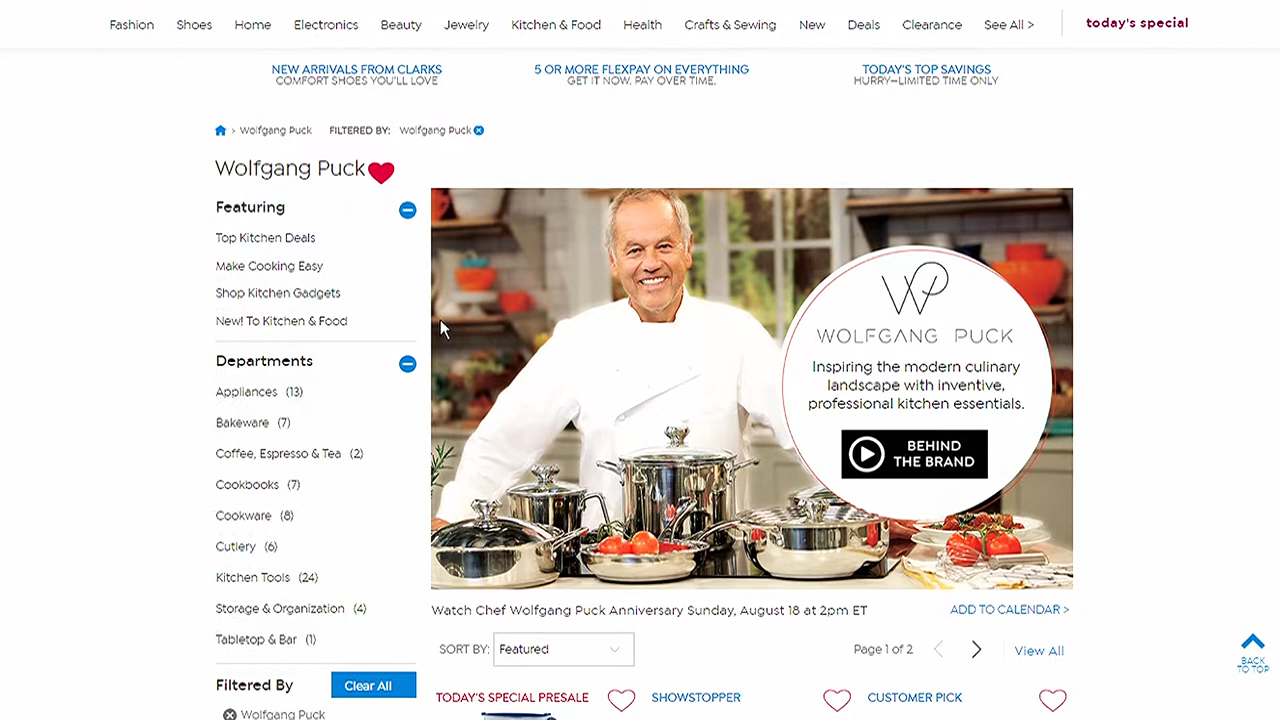 Fashion Shoes Home Electronics Beauty Jewelry Kitchen & Food Health Crafts & Sewing New Deals Clearance See All > today's special
NEW ARRIVALS FROM CLARKS
COMFORT SHOES YOU'LL LOVE
5 OR MORE FLEXPAY ON EVERYTHING
GET IT NOW. PAY OVER TIME.
TODAY'S TOP SAVINGS
HURRY—LIMITED TIME ONLY
> Wolfgang Puck FILTERED BY: Wolfgang Puck
Wolfgang Puck
Featuring
Top Kitchen Deals
Make Cooking Easy
Shop Kitchen Gadgets
New! To Kitchen & Food
Departments
Appliances (13)
Bakeware (7)
Coffee, Espresso & Tea (2)
Cookbooks (7)
Cookware (8)
Cutlery (6)
Kitchen Tools (24)
Storage & Organization (4)
Tabletop & Bar (1)
Filtered By Clear All
Wolfgang Puck
WP
WOLFGANG PUCK
Inspiring the modern culinary
landscape with inventive,
professional kitchen essentials.
BEHIND
THE BRAND
Watch Chef Wolfgang Puck Anniversary Sunday, August 18 at 2pm ET ADD TO CALENDAR >
SORT BY: Featured Page 1 of 2 View All
TODAY'S SPECIAL PRESALE SHOWSTOPPER CUSTOMER PICK
BACK
TO TOP